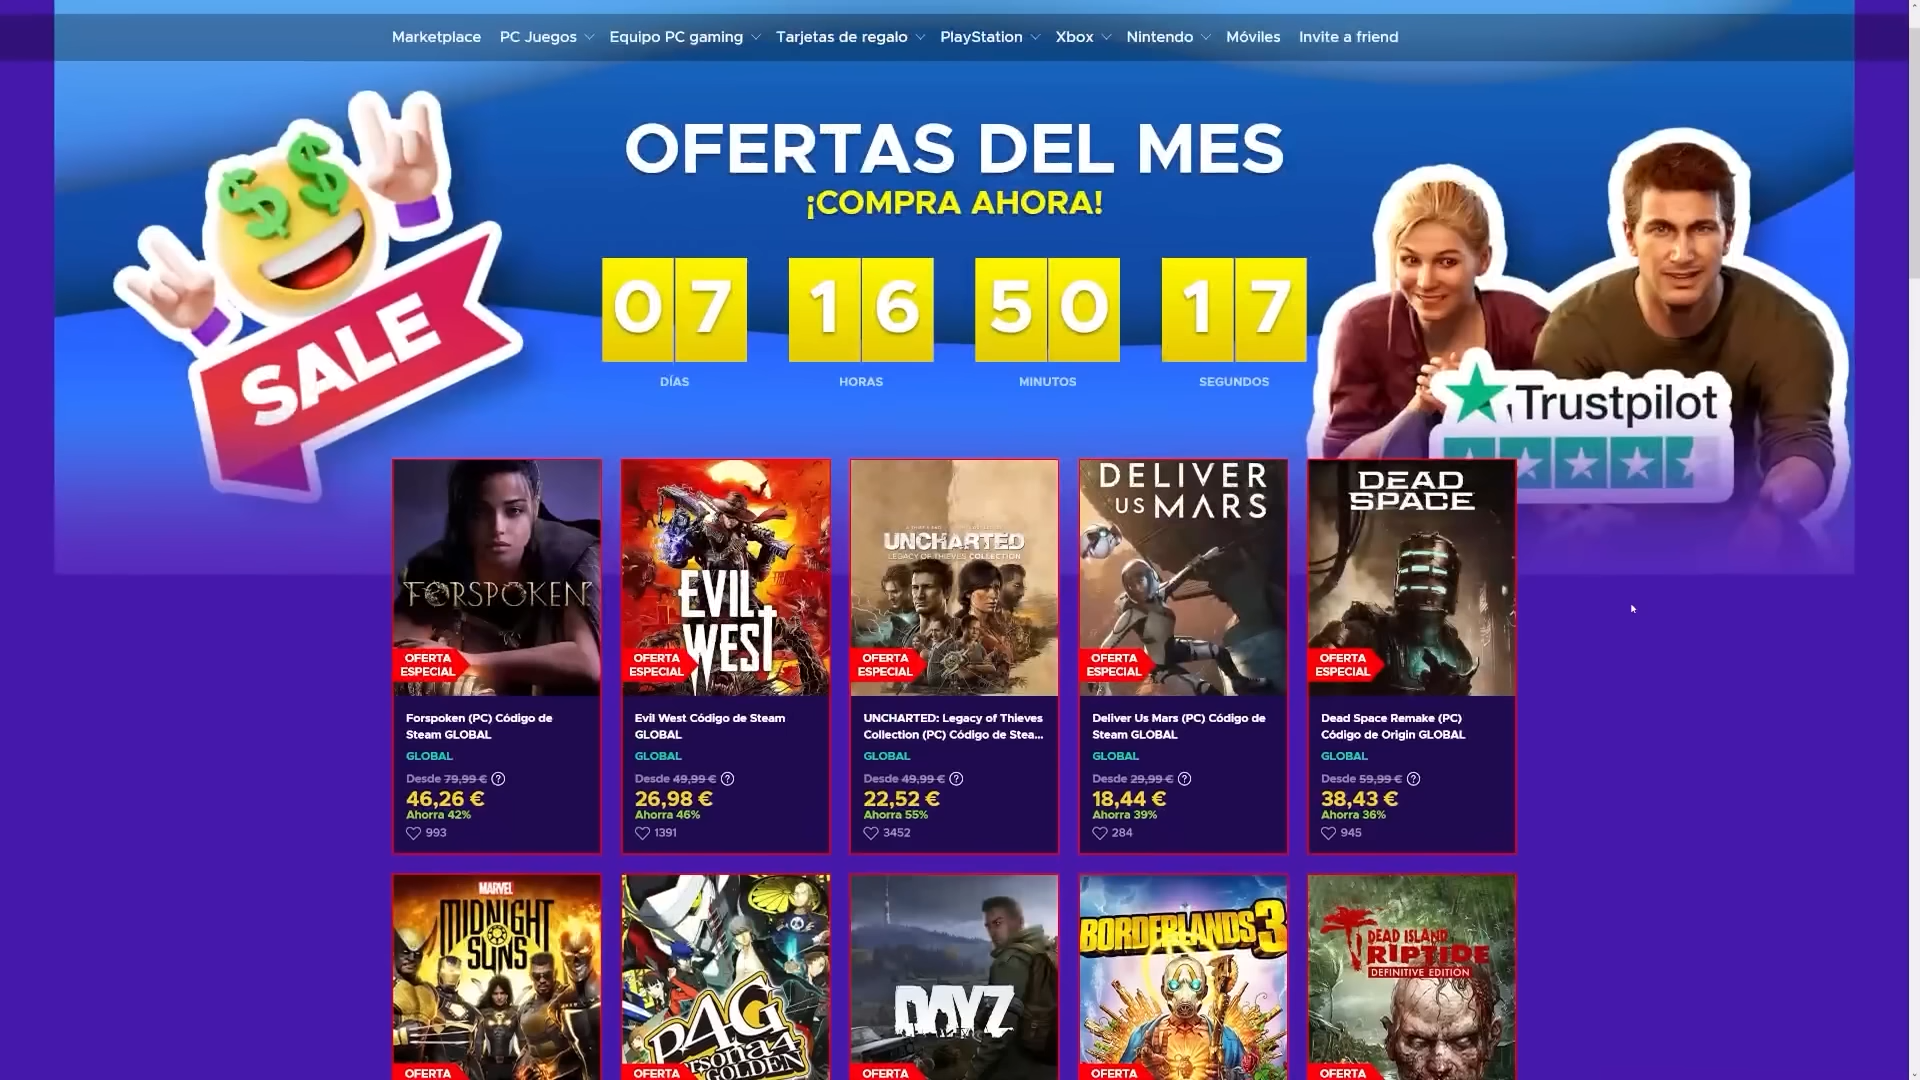 Marketplace PC Juegos Equipo PC gaming Tarjetas de regalo PlayStation Xbox Nintendo Móviles Invite a friend
OFERTAS DEL MES
¡COMPRA AHORA!
07 16 50 17
DÍAS HORAS MINUTOS SEGUNDOS
SALE
Trustpilot
FORSPOKEN
OFERTA
ESPECIAL
Forspoken (PC) Código de
Steam GLOBAL
GLOBAL
Desde 79,99 €
46,26 €
Ahorra 42%
993
EVIL
WEST
OFERTA
ESPECIAL
Evil West Código de Steam
GLOBAL
GLOBAL
Desde 49,99 €
26,98 €
Ahorra 46%
1391
UNCHARTED
LEGACY OF THIEVES COLLECTION
OFERTA
ESPECIAL
UNCHARTED: Legacy of Thieves
Collection (PC) Código de Stea...
GLOBAL
Desde 49,99 €
22,52 €
Ahorra 55%
3452
DELIVER
US MARS
OFERTA
ESPECIAL
Deliver Us Mars (PC) Código de
Steam GLOBAL
GLOBAL
Desde 29,99 €
18,44 €
Ahorra 39%
284
DEAD
SPACE
OFERTA
ESPECIAL
Dead Space Remake (PC)
Código de Origin GLOBAL
GLOBAL
Desde 59,99 €
38,43 €
Ahorra 36%
945
MARVEL
MIDNIGHT
SUNS
OFERTA
P4G
Persona4
GOLDEN
OFERTA
DAYZ
OFERTA
BORDERLANDS 3
OFERTA
DEAD ISLAND
RIPTIDE
DEFINITIVE EDITION
OFERTA